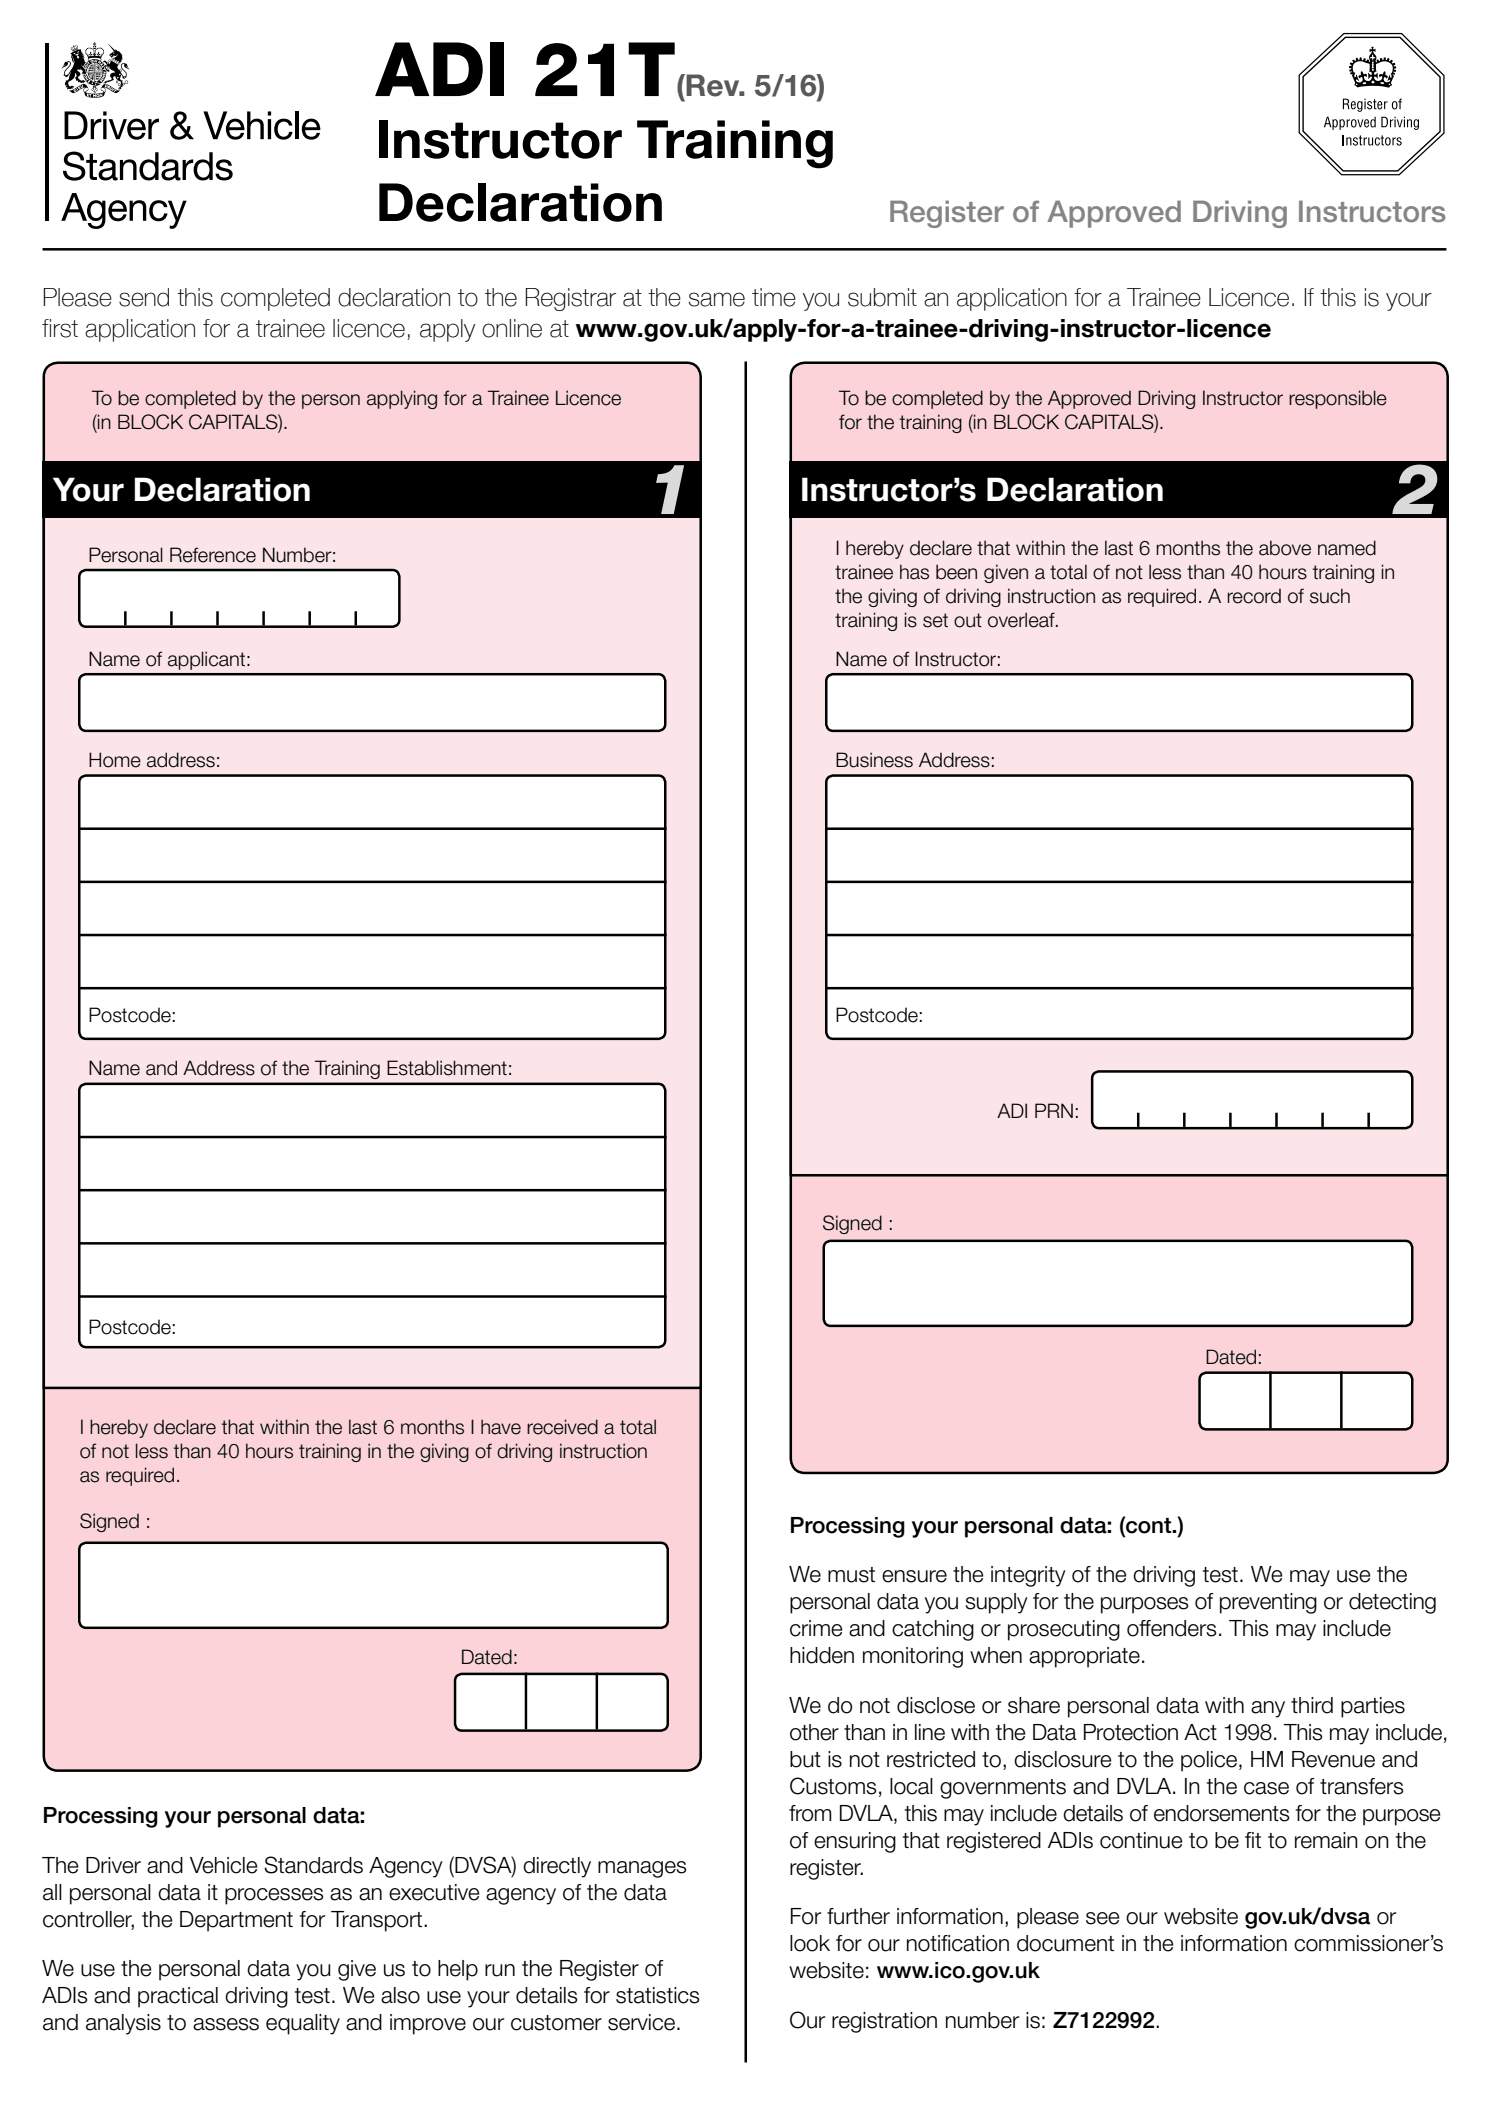 Driver & Vehicle
Standards
Agency
ADI 21T (Rev. 5/16)
Instructor Training
Declaration
Register of
Approved Driving
Instructors
Register of Approved Driving Instructors
Please send this completed declaration to the Registrar at the same time you submit an application for a Trainee Licence. If this is your
first application for a trainee licence, apply online at www.gov.uk/apply-for-a-trainee-driving-instructor-licence
To be completed by the person applying for a Trainee Licence
(in BLOCK CAPITALS).
Your Declaration 1
Personal Reference Number:
Name of applicant:
Home address:
Postcode:
Name and Address of the Training Establishment:
Postcode:
I hereby declare that within the last 6 months I have received a total
of not less than 40 hours training in the giving of driving instruction
as required.
Signed :
Dated:
Processing your personal data:
The Driver and Vehicle Standards Agency (DVSA) directly manages
all personal data it processes as an executive agency of the data
controller, the Department for Transport.
We use the personal data you give us to help run the Register of
ADIs and practical driving test. We also use your details for statistics
and analysis to assess equality and improve our customer service.
To be completed by the Approved Driving Instructor responsible
for the training (in BLOCK CAPITALS).
Instructor's Declaration 2
I hereby declare that within the last 6 months the above named
trainee has been given a total of not less than 40 hours training in
the giving of driving instruction as required. A record of such
training is set out overleaf.
Name of Instructor:
Business Address:
Postcode:
ADI PRN:
Signed :
Dated:
Processing your personal data: (cont.)
We must ensure the integrity of the driving test. We may use the
personal data you supply for the purposes of preventing or detecting
crime and catching or prosecuting offenders. This may include
hidden monitoring when appropriate.
We do not disclose or share personal data with any third parties
other than in line with the Data Protection Act 1998. This may include,
but is not restricted to, disclosure to the police, HM Revenue and
Customs, local governments and DVLA. In the case of transfers
from DVLA, this may include details of endorsements for the purpose
of ensuring that registered ADIs continue to be fit to remain on the
register.
For further information, please see our website gov.uk/dvsa or
look for our notification document in the information commissioner's
website: www.ico.gov.uk
Our registration number is: Z7122992.